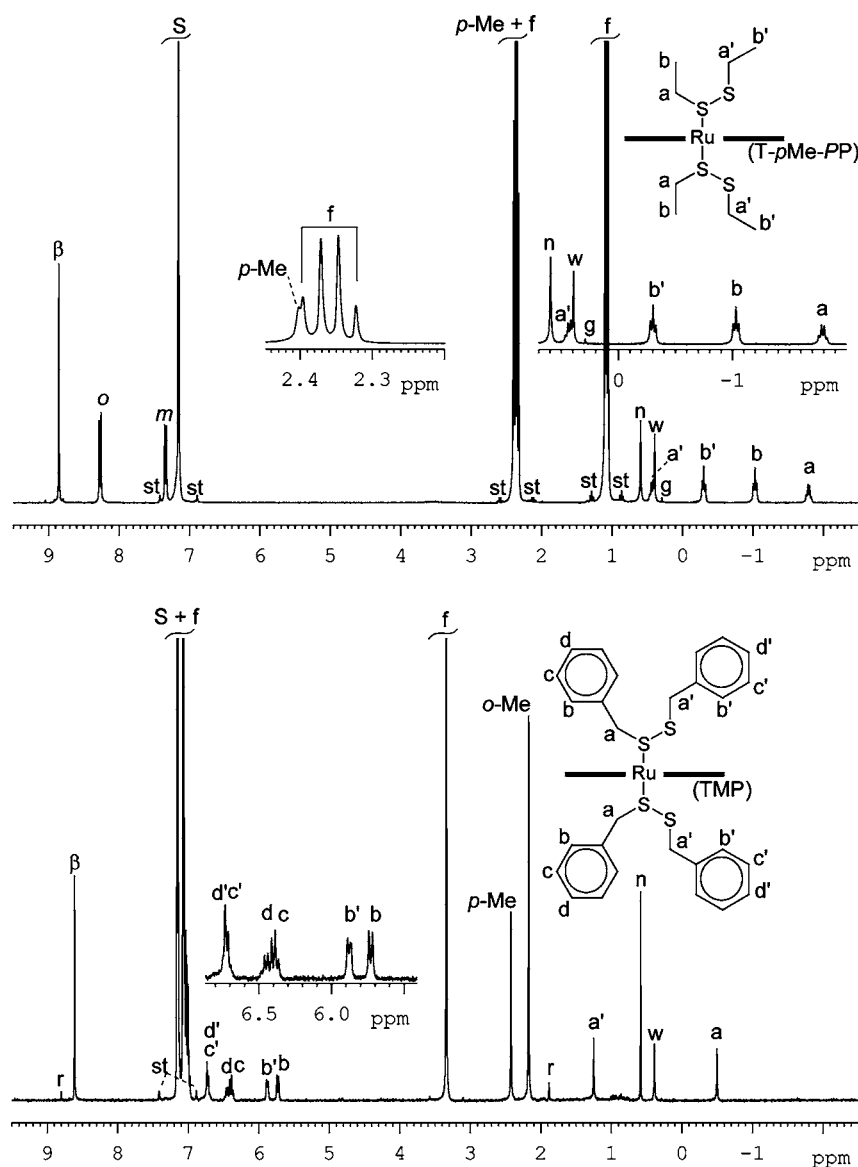 S
p-Me + f
f
b'
a'
b
a
S
S
Ru
(T-pMe-PP)
a
S
S
b
a'
b'
β
f
p-Me
2.4 2.3 ppm
n
w
a'
g
b'
b
a
0 -1 ppm
o
m
st
st
st
st
st
st
n
w
a'
g
b'
b
a
9 8 7 6 5 4 3 2 1 0 -1 ppm
S + f
f
d
c
b
a
d'
c'
b'
a'
S
S
Ru
(TMP)
S
S
a
b
c
d
a'
b'
c'
d'
o-Me
β
d' c' d c b' b
6.5 6.0 ppm
p-Me
n
r
st
d'
c'
d c b' b
r
a'
w
a
9 8 7 6 5 4 3 2 1 0 -1 ppm